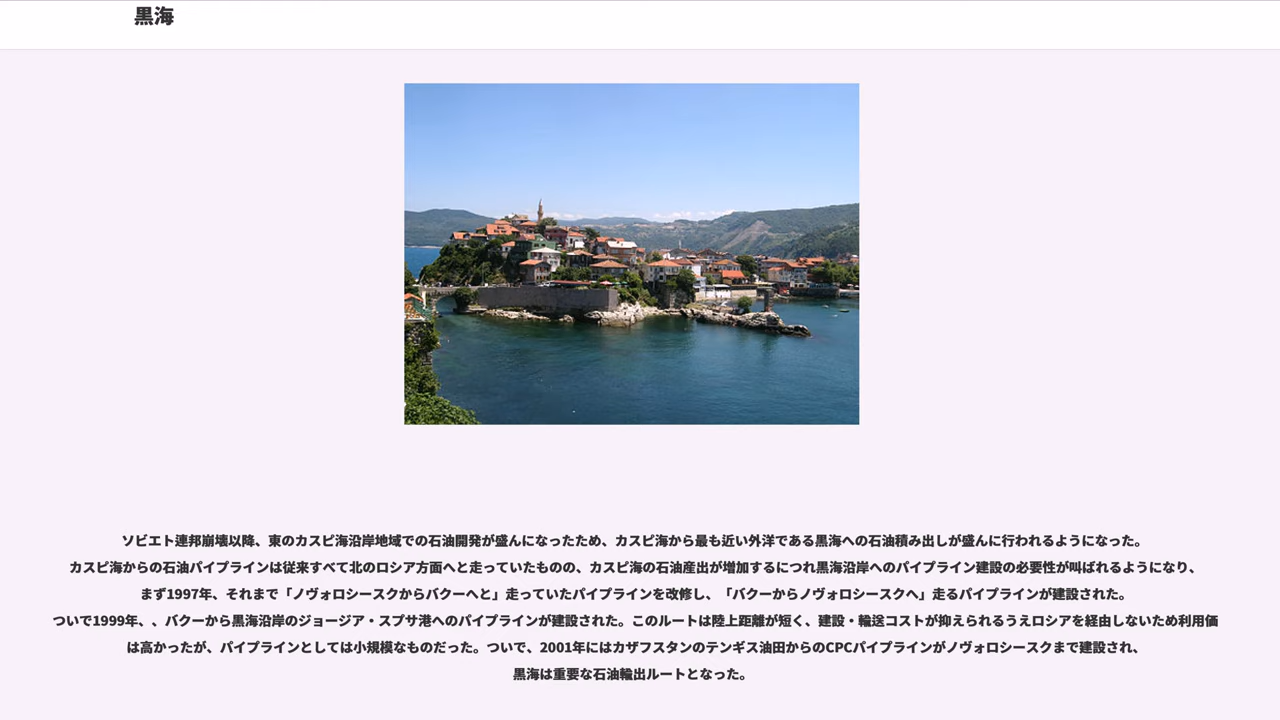 黒海
ソビエト連邦崩壊以降、東のカスピ海沿岸地域での石油開発が盛んになったため、カスピ海から最も近い外洋である黒海への石油積み出しが盛んに行われるようになった。
カスピ海からの石油パイプラインは従来すべて北のロシア方面へと走っていたものの、カスピ海の石油産出が増加するにつれ黒海沿岸へのパイプライン建設の必要性が叫ばれるようになり、
まず1997年、それまで「ノヴォロシースクからバクーへと」走っていたパイプラインを改修し、「バクーからノヴォロシースクへ」走るパイプラインが建設された。
ついで1999年、、バクーから黒海沿岸のジョージア・スプサ港へのパイプラインが建設された。このルートは陸上距離が短く、建設・輸送コストが抑えられるうえロシアを経由しないため利用価
は高かったが、パイプラインとしては小規模なものだった。ついで、2001年にはカザフスタンのテンギス油田からのCPCパイプラインがノヴォロシースクまで建設され、
黒海は重要な石油輸出ルートとなった。